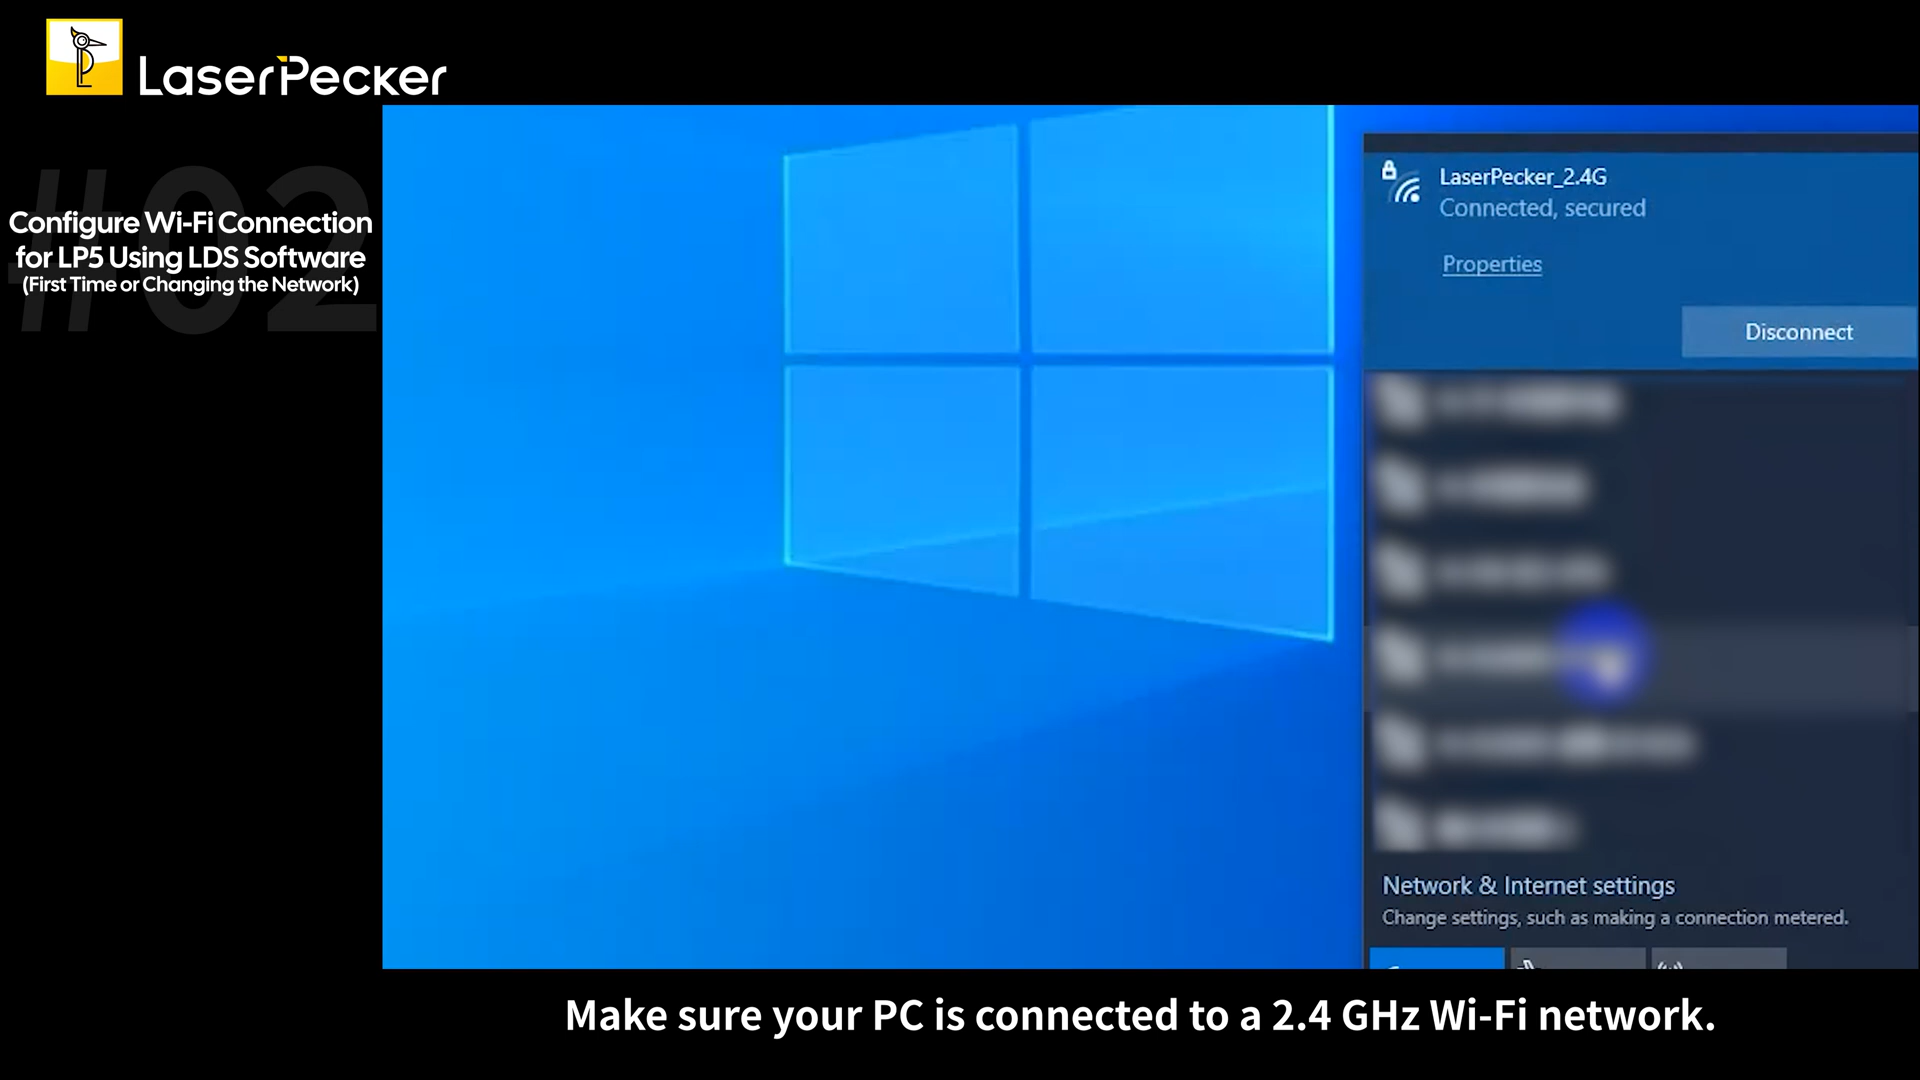 LaserPecker
#02
Configure Wi-Fi Connection
for LP5 Using LDS Software
(First Time or Changing the Network)
LaserPecker_2.4G
Connected, secured
Properties
Disconnect
Network & Internet settings
Change settings, such as making a connection metered.
Make sure your PC is connected to a 2.4 GHz Wi-Fi network.